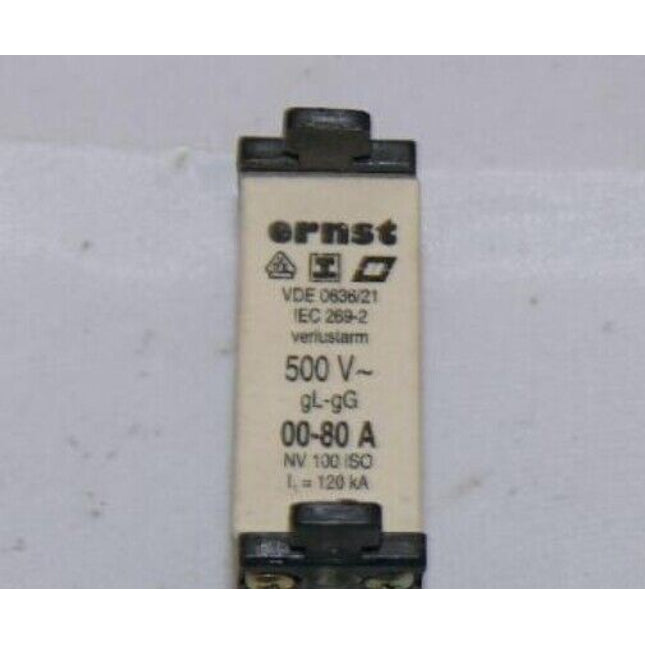 ernst
VDE 0636/21
IEC 269-2
verlustarm
500 V~
gL-gG
00-80 A
NV 100 ISO
I₁ = 120 kA